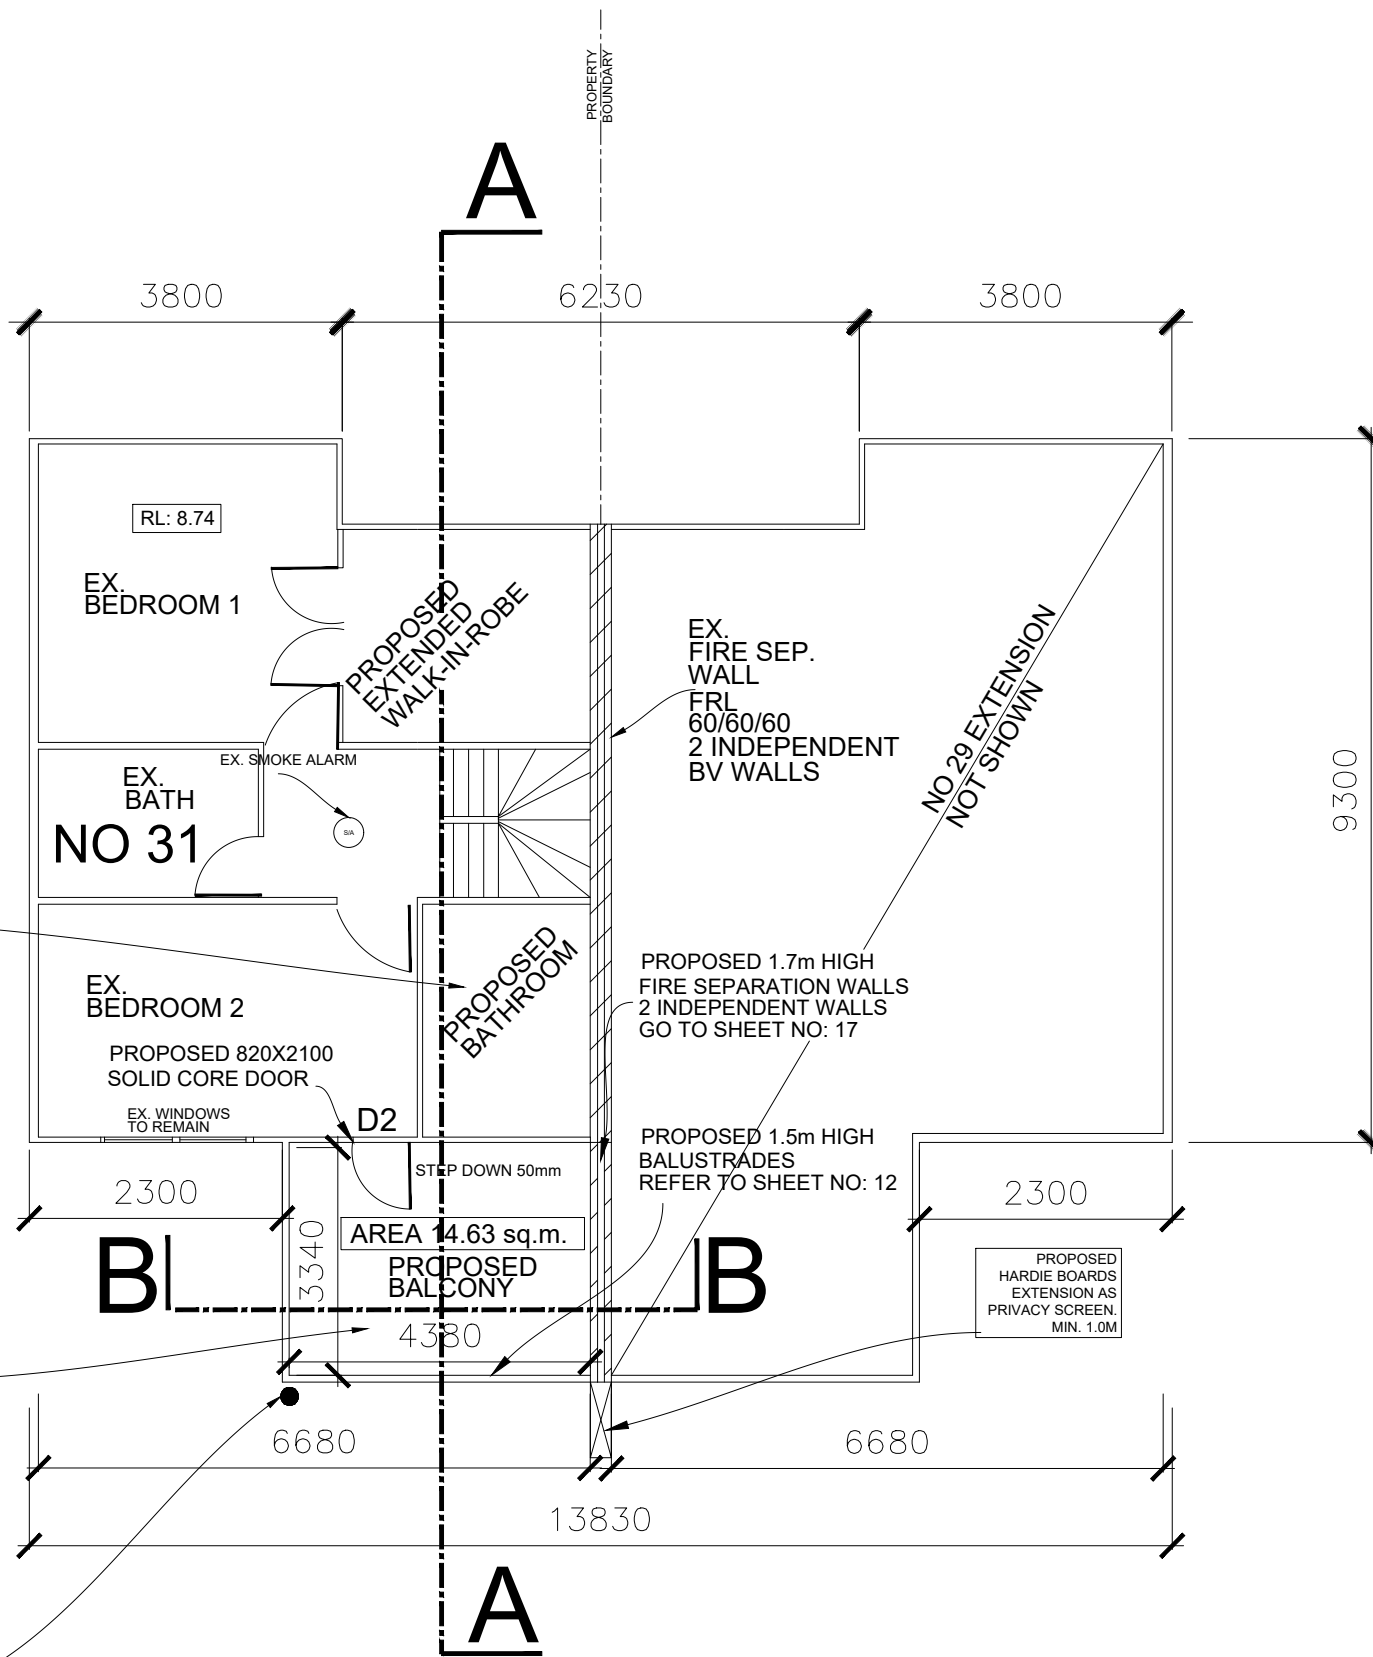 PROPERTY
BOUNDARY
A
3800
6230
3800
RL: 8.74
EX.
BEDROOM 1
PROPOSED
EXTENDED
WALK-IN-ROBE
EX.
FIRE SEP.
WALL
FRL
60/60/60
2 INDEPENDENT
BV WALLS
NO 29 EXTENSION
NOT SHOWN
9300
EX. SMOKE ALARM
EX.
BATH
NO 31
S/A
PROPOSED
BATHROOM
EX.
BEDROOM 2
PROPOSED 1.7m HIGH
FIRE SEPARATION WALLS
2 INDEPENDENT WALLS
GO TO SHEET NO: 17
PROPOSED 820X2100
SOLID CORE DOOR
EX. WINDOWS
TO REMAIN
D2
PROPOSED 1.5m HIGH
BALUSTRADES
REFER TO SHEET NO: 12
STEP DOWN 50mm
2300
2300
AREA 14.63 sq.m.
3340
PROPOSED
BALCONY
B
B
PROPOSED
HARDIE BOARDS
EXTENSION AS
PRIVACY SCREEN.
MIN. 1.0M
4380
6680
6680
13830
A